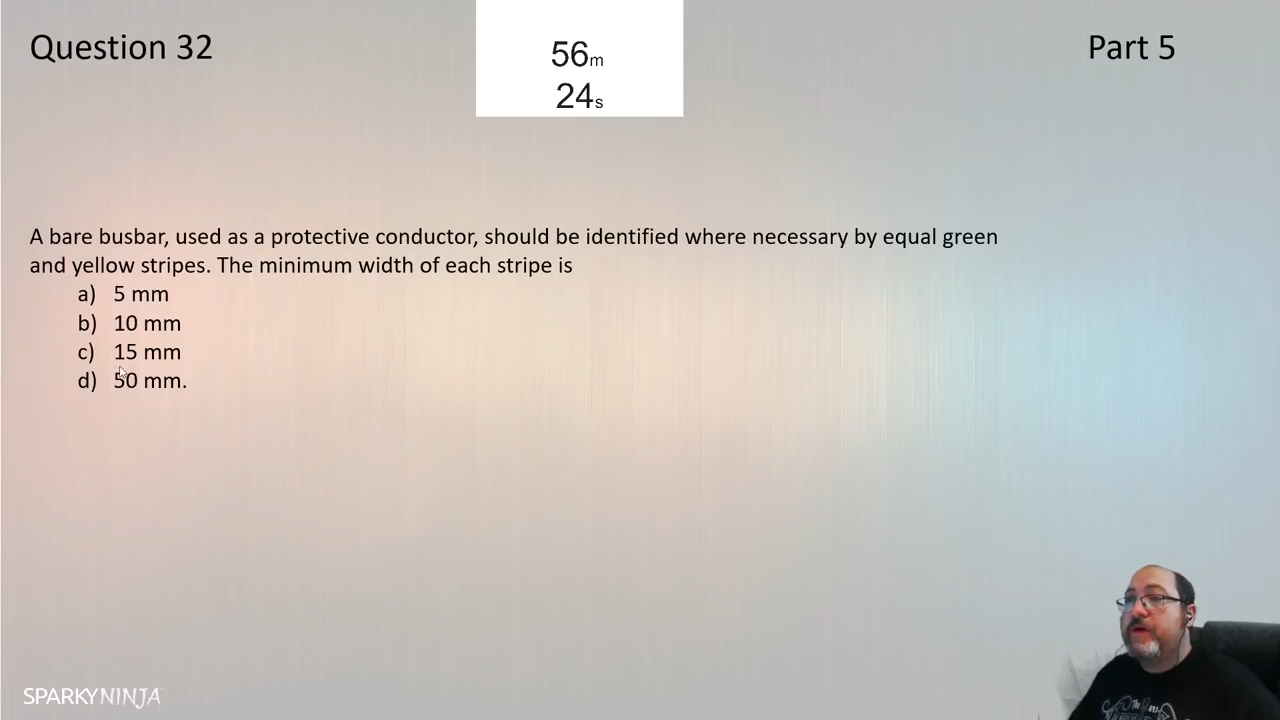 Question 32
56m
24s
Part 5
A bare busbar, used as a protective conductor, should be identified where necessary by equal green
and yellow stripes. The minimum width of each stripe is
a) 5 mm
b) 10 mm
c) 15 mm
d) 50 mm.
SPARKYNINJA